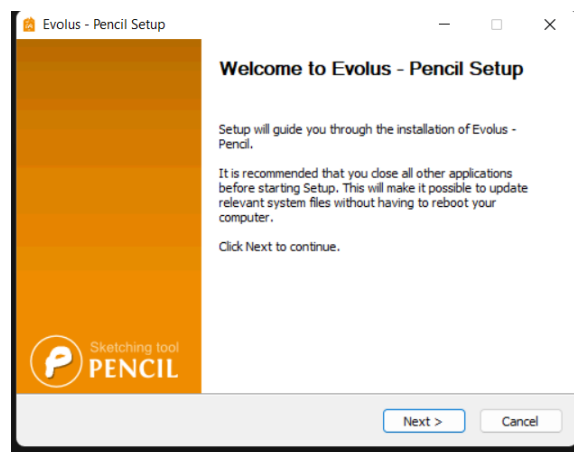 Evolus - Pencil Setup
Welcome to Evolus - Pencil Setup
Setup will guide you through the installation of Evolus -
Pencil.
It is recommended that you close all other applications
before starting Setup. This will make it possible to update
relevant system files without having to reboot your
computer.
Click Next to continue.
Sketching tool
PENCIL
Next >
Cancel